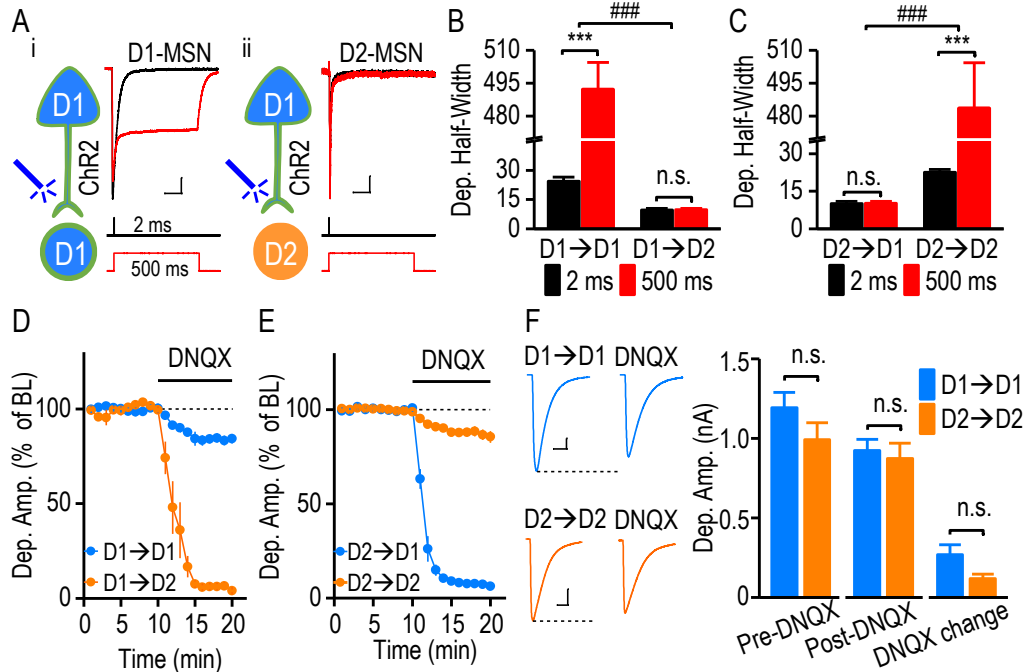 A
i
D1-MSN
D1
ChR2
D1
2 ms
500 ms
ii
D2-MSN
D1
ChR2
D2
B
###
***
n.s.
Dep. Half-Width
510
495
480
30
15
0
D1→D1
D1→D2
2 ms
500 ms
C
###
***
n.s.
Dep. Half-Width
510
495
480
30
15
0
D2→D1
D2→D2
2 ms
500 ms
D
DNQX
Dep. Amp. (% of BL)
100
50
0
D1→D1
D1→D2
0 5 10 15 20
Time (min)
E
DNQX
Dep. Amp. (% of BL)
100
50
0
D2→D1
D2→D2
0 5 10 15 20
Time (min)
F
D1→D1 DNQX
D2→D2 DNQX
Dep. Amp. (nA)
1.5
1.0
0.5
0
n.s.
n.s.
n.s.
D1→D1
D2→D2
Pre-DNQX
Post-DNQX
DNQX change